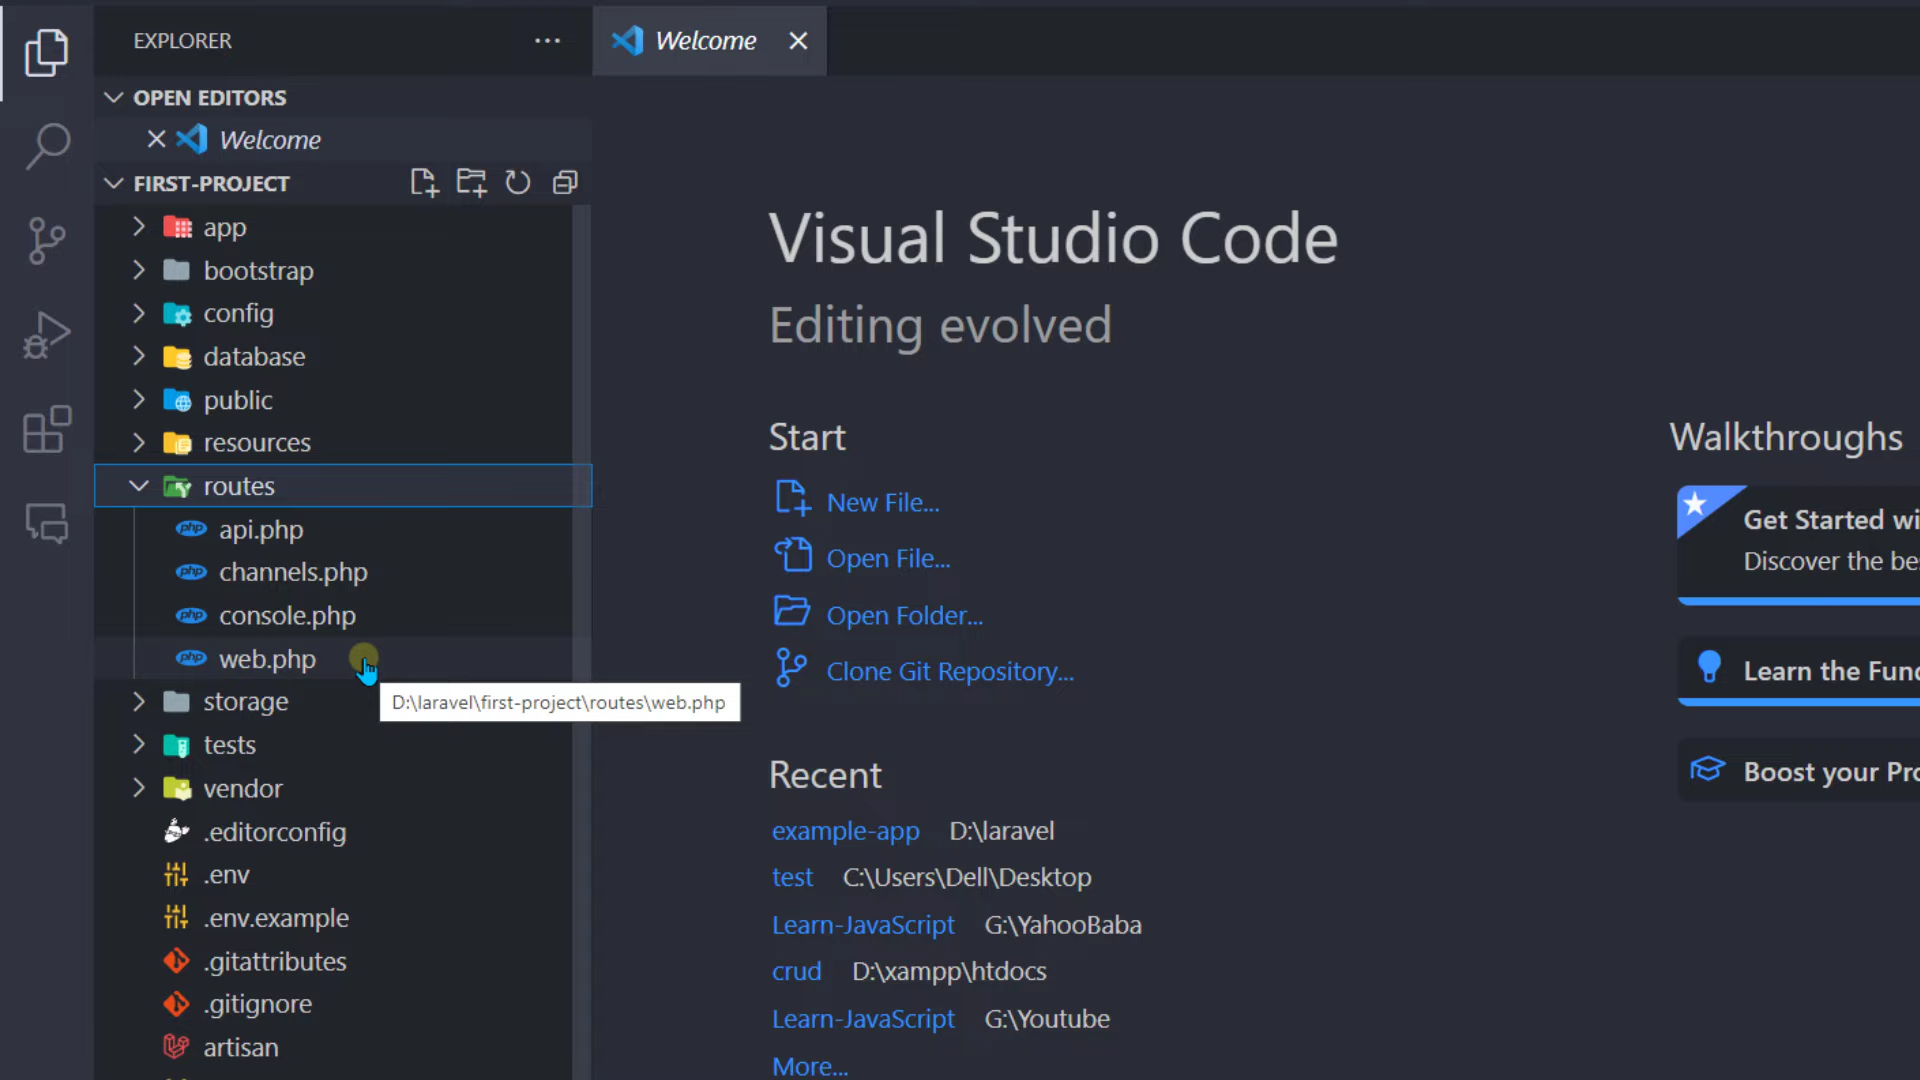 EXPLORER
OPEN EDITORS
Welcome
FIRST-PROJECT
app
bootstrap
config
database
public
resources
routes
php api.php
php channels.php
php console.php
php web.php
D:\laravel\first-project\routes\web.php
storage
tests
vendor
.editorconfig
.env
.env.example
.gitattributes
.gitignore
artisan
Welcome
Visual Studio Code
Editing evolved
Start
New File...
Open File...
Open Folder...
Clone Git Repository...
Recent
example-app D:\laravel
test C:\Users\Dell\Desktop
Learn-JavaScript G:\YahooBaba
crud D:\xampp\htdocs
Learn-JavaScript G:\Youtube
More...
Walkthroughs
Get Started wi
Discover the be
Learn the Func
Boost your Pro